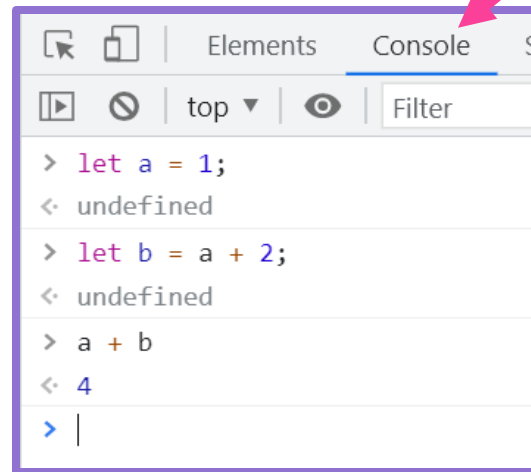 Elements Console
top ▼ Filter
> let a = 1;
<· undefined
> let b = a + 2;
<· undefined
> a + b
<· 4
>